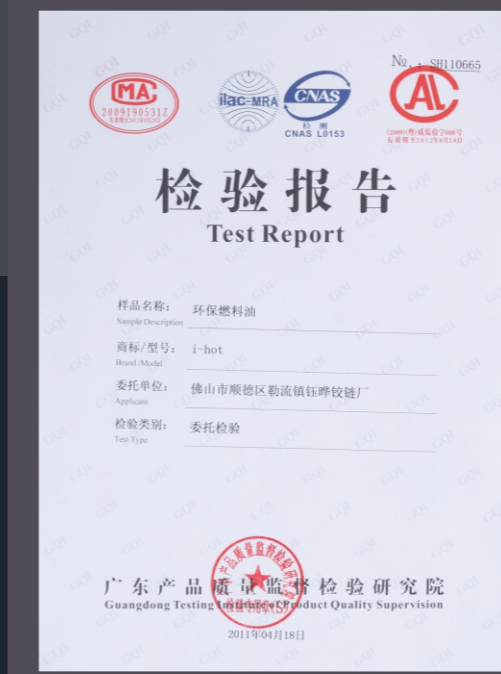 №. : SH110665
MA
2009190531Z
ilac-MRA
CNAS
检 测
CNAS L0153
CAL
检验报告
Test Report
样品名称: 环保燃料油
Sample Description
商标/型号: i-hot
Brand /Model
委托单位: 佛山市顺德区勒流镇钰晔铰链厂
Applicant
检验类别: 委托检验
Test Type
广东产品质量监督检验研究院
Guangdong Testing Institute of Product Quality Supervision
2011年04月18日